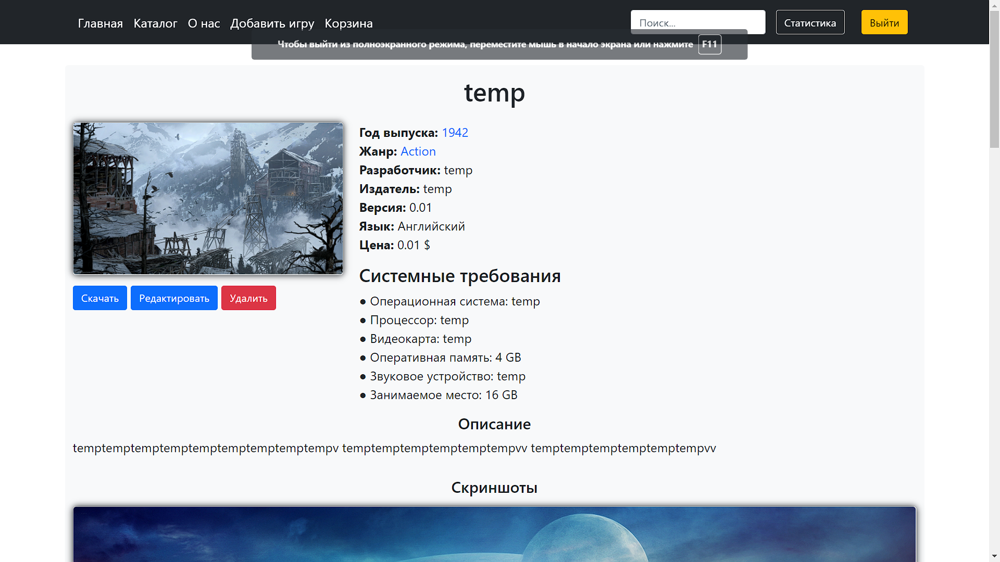 Главная Каталог О нас Добавить игру Корзина Поиск... Статистика Выйти
Чтобы выйти из полноэкранного режима, переместите мышь в начало экрана или нажмите F11
temp
Год выпуска: 1942
Жанр: Action
Разработчик: temp
Издатель: temp
Версия: 0.01
Язык: Английский
Цена: 0.01 $
Скачать Редактировать Удалить
Системные требования
● Операционная система: temp
● Процессор: temp
● Видеокарта: temp
● Оперативная память: 4 GB
● Звуковое устройство: temp
● Занимаемое место: 16 GB
Описание
temptemptemptemptemptemptemptemptempv temptemptemptemptemptempvv temptemptemptemptemptempvv
Скриншоты